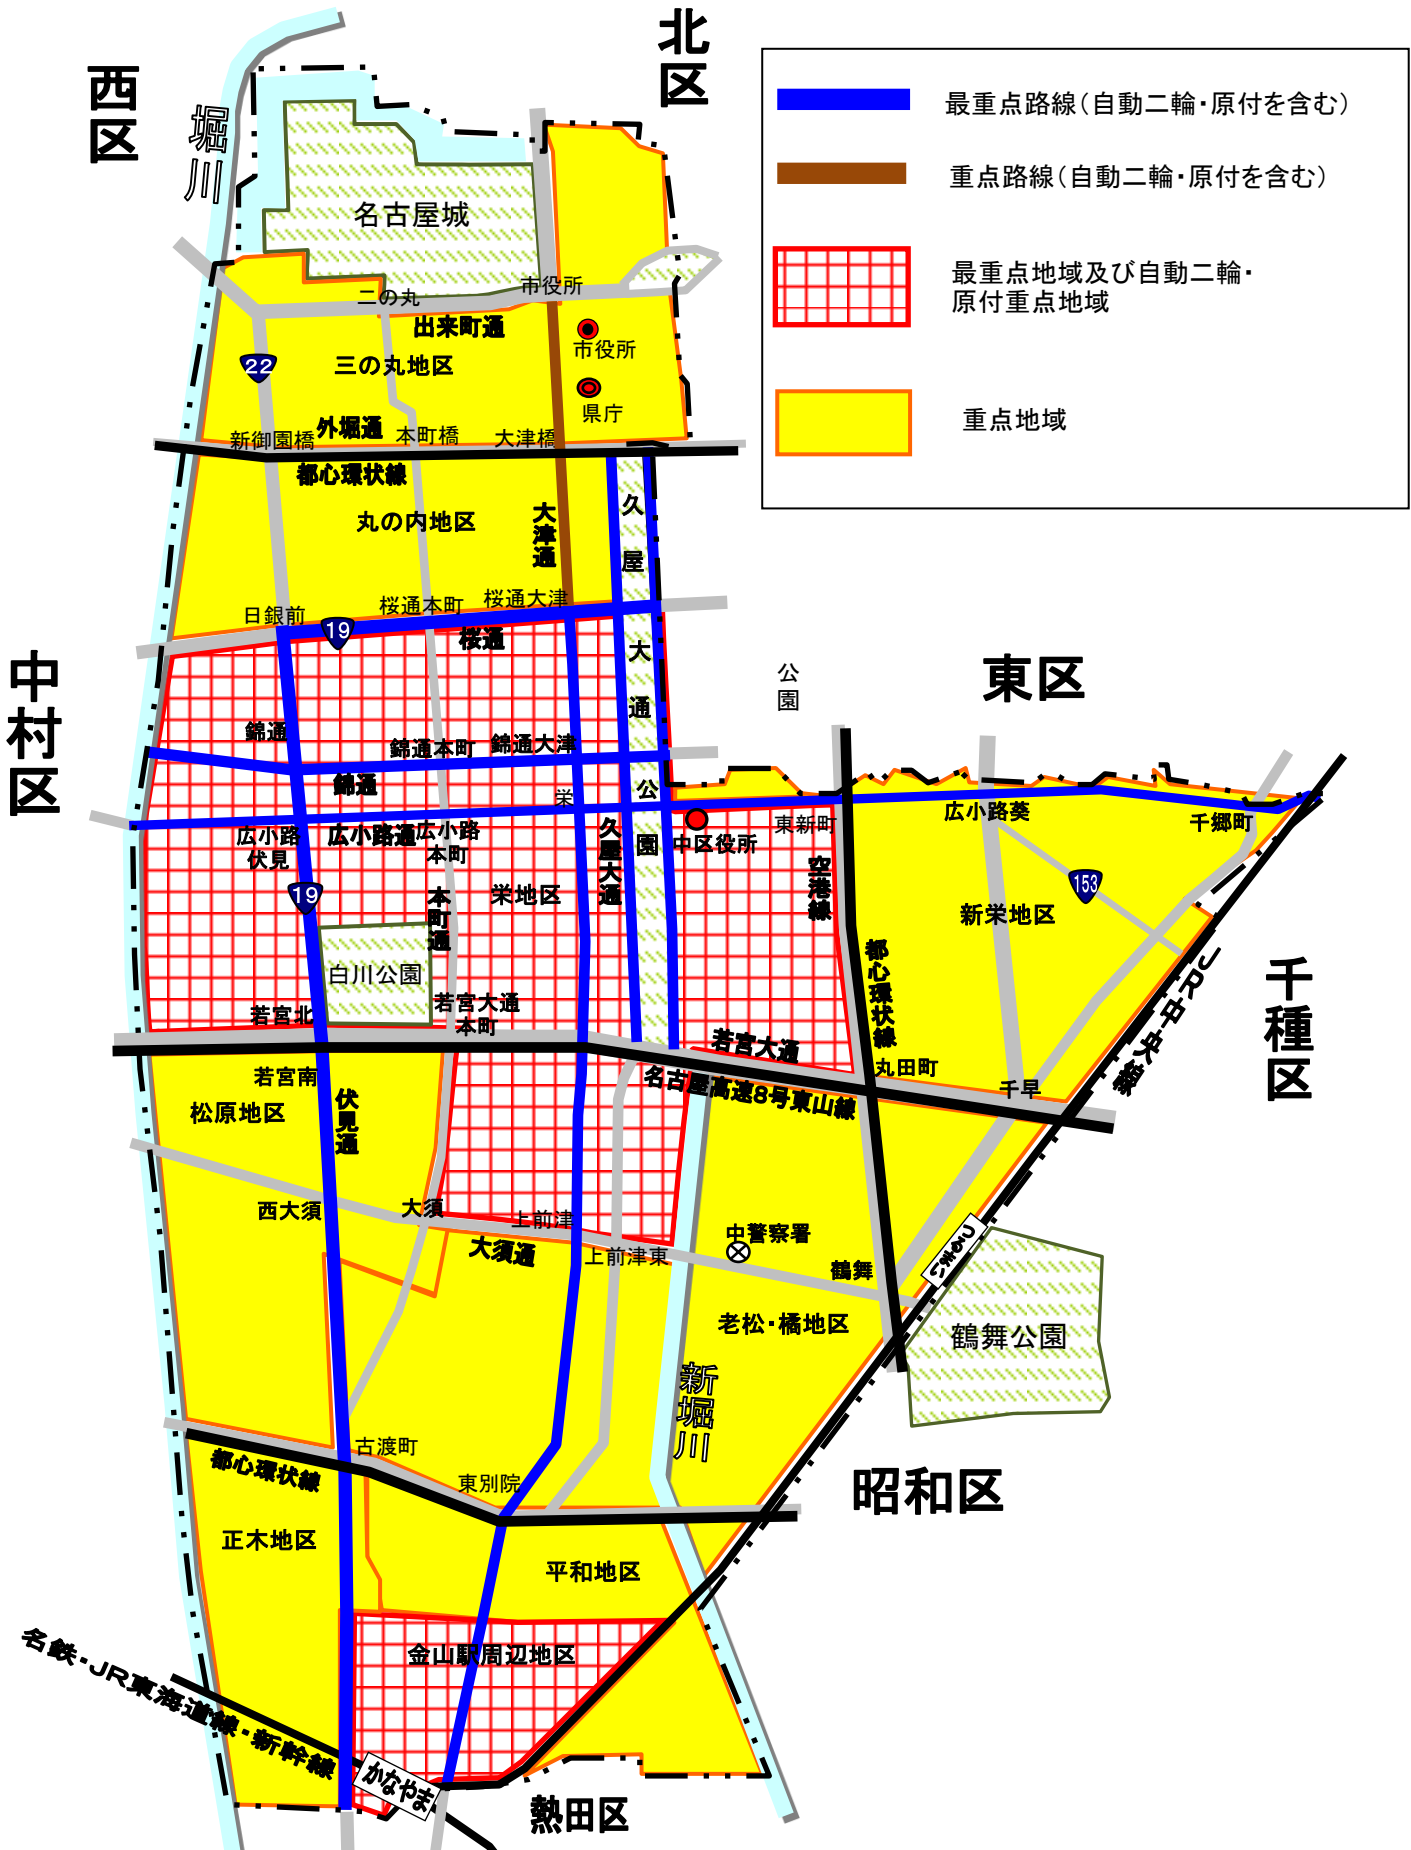 北区
西区
堀川
最重点路線(自動二輪・原付を含む)
重点路線(自動二輪・原付を含む)
最重点地域及び自動二輪・
原付重点地域
重点地域
名古屋城
市役所
二の丸
出来町通
市役所
22
三の丸地区
県庁
外堀通
新御園橋
本町橋
大津橋
都心環状線
丸の内地区
大津通
久屋大通公園
日銀前
桜通本町
桜通大津
19
桜通
中村区
東区
公園
錦通
錦通本町
錦通大津
錦通
栄
広小路
伏見
広小路通
広小路
本町
久屋大通
中区役所
東新町
広小路葵
千郷町
空港線
19
本町通
栄地区
153
新栄地区
白川公園
都心環状線
JR中央線
千種区
若宮北
若宮大通
本町
若宮大通
丸田町
若宮南
名古屋高速8号東山線
千早
松原地区
伏見通
西大須
大須
上前津
中警察署
大須通
上前津東
鶴舞
つるまい
老松・橘地区
鶴舞公園
新堀川
古渡町
都心環状線
東別院
昭和区
正木地区
平和地区
金山駅周辺地区
名鉄・JR東海道線・新幹線
かなやま
熱田区